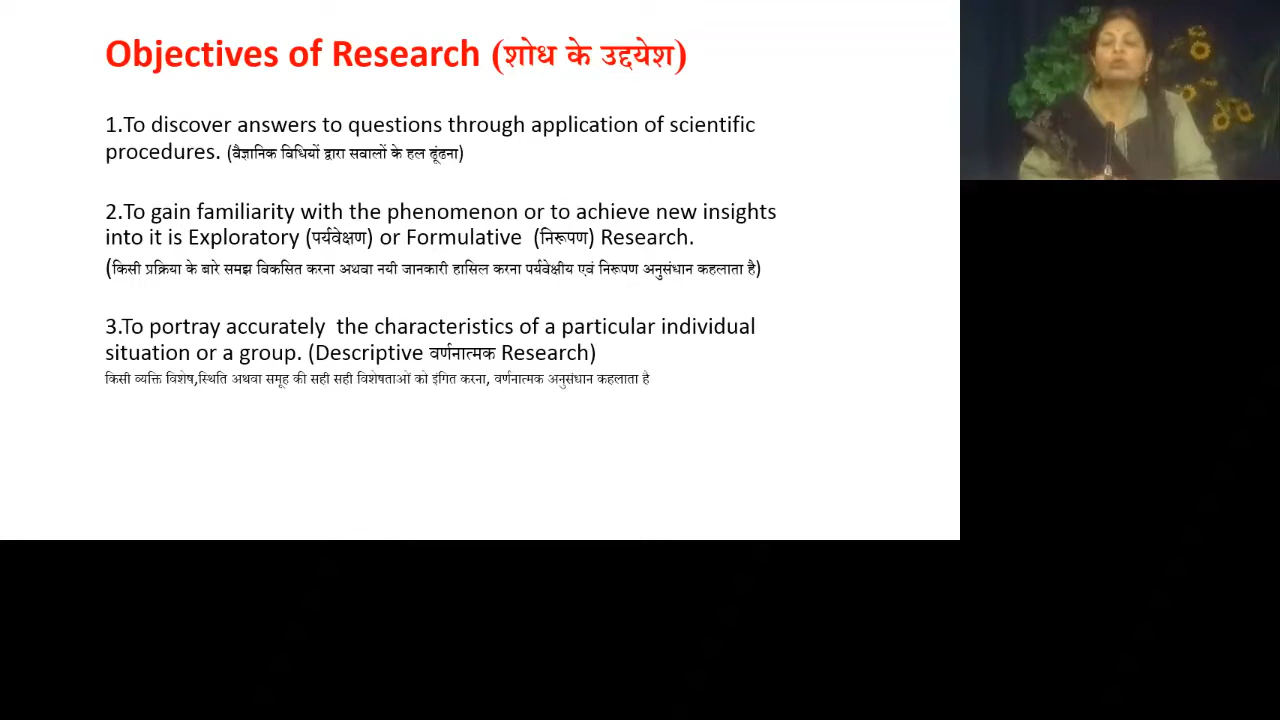 Objectives of Research (शोध के उद्दयेश)
1.To discover answers to questions through application of scientific
procedures. (वैज्ञानिक विधियों द्वारा सवालों के हल ढूंढना)
2.To gain familiarity with the phenomenon or to achieve new insights
into it is Exploratory (पर्यवेक्षण) or Formulative (निरूपण) Research.
(किसी प्रक्रिया के बारे समझ विकसित करना अथवा नयी जानकारी हासिल करना पर्यवेक्षीय एवं निरूपण अनुसंधान कहलाता है)
3.To portray accurately the characteristics of a particular individual
situation or a group. (Descriptive वर्णनात्मक Research)
किसी व्यक्ति विशेष,स्थिति अथवा समूह की सही सही विशेषताओं को इंगित करना, वर्णनात्मक अनुसंधान कहलाता है